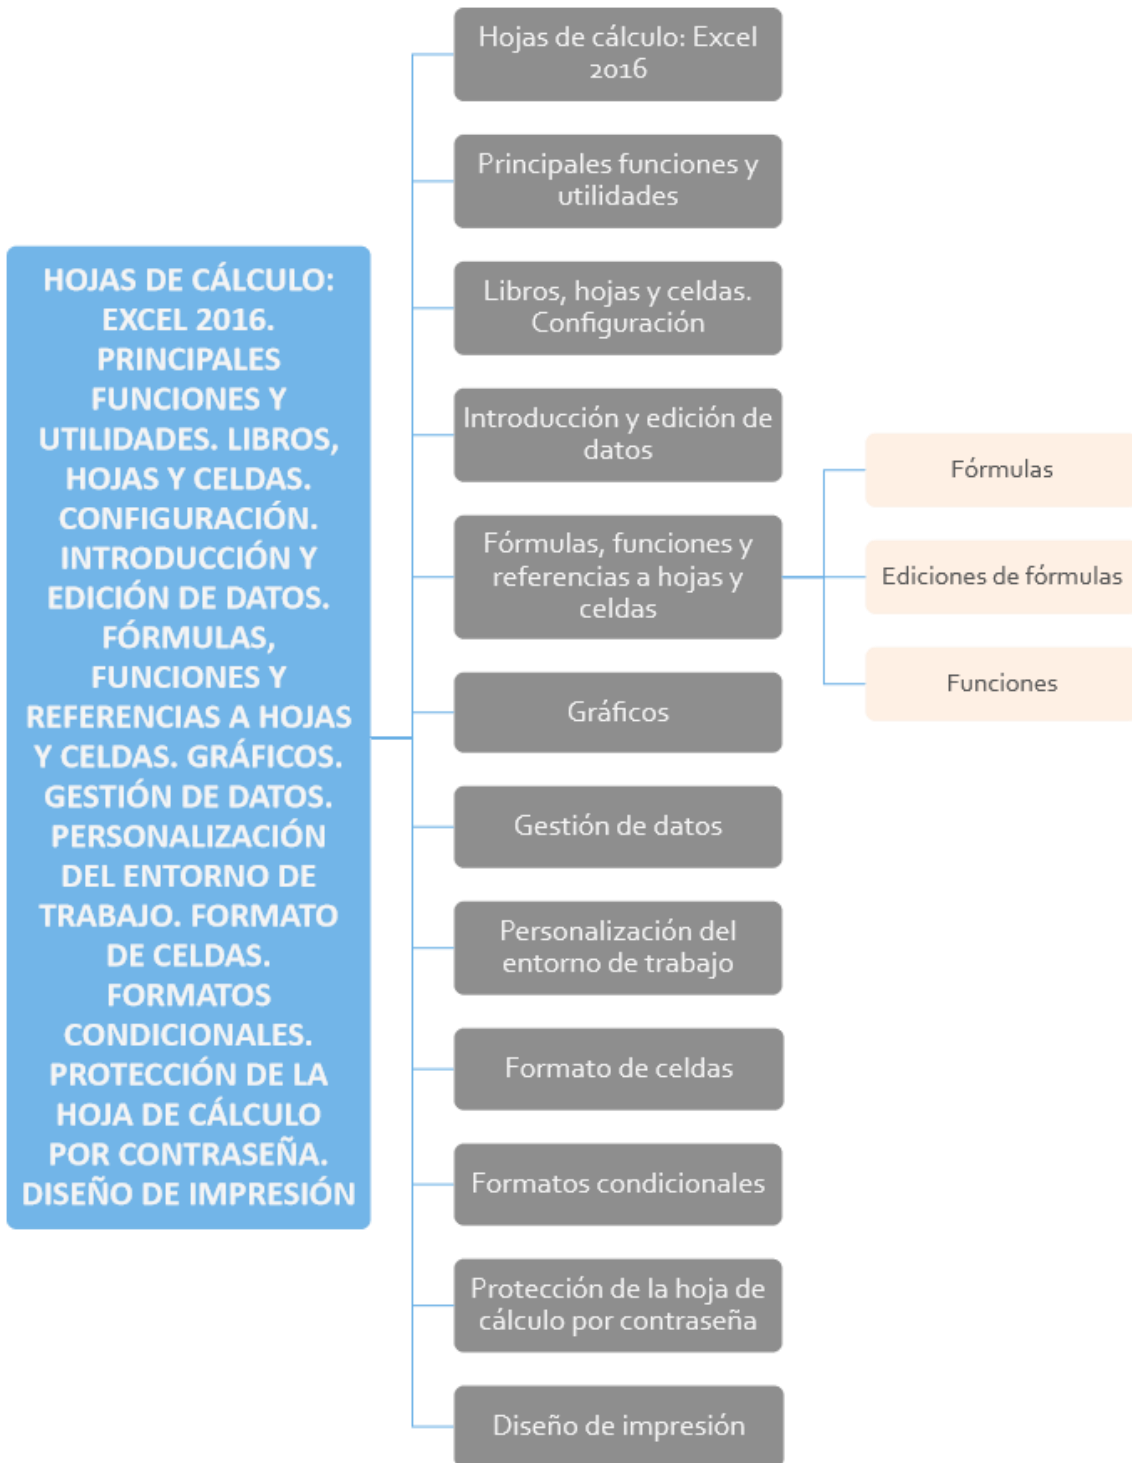 HOJAS DE CÁLCULO:
EXCEL 2016.
PRINCIPALES
FUNCIONES Y
UTILIDADES. LIBROS,
HOJAS Y CELDAS.
CONFIGURACIÓN.
INTRODUCCIÓN Y
EDICIÓN DE DATOS.
FÓRMULAS,
FUNCIONES Y
REFERENCIAS A HOJAS
Y CELDAS. GRÁFICOS.
GESTIÓN DE DATOS.
PERSONALIZACIÓN
DEL ENTORNO DE
TRABAJO. FORMATO
DE CELDAS.
FORMATOS
CONDICIONALES.
PROTECCIÓN DE LA
HOJA DE CÁLCULO
POR CONTRASEÑA.
DISEÑO DE IMPRESIÓN
Hojas de cálculo: Excel
2016
Principales funciones y
utilidades
Libros, hojas y celdas.
Configuración
Introducción y edición de
datos
Fórmulas, funciones y
referencias a hojas y
celdas
Fórmulas
Ediciones de fórmulas
Funciones
Gráficos
Gestión de datos
Personalización del
entorno de trabajo
Formato de celdas
Formatos condicionales
Protección de la hoja de
cálculo por contraseña
Diseño de impresión